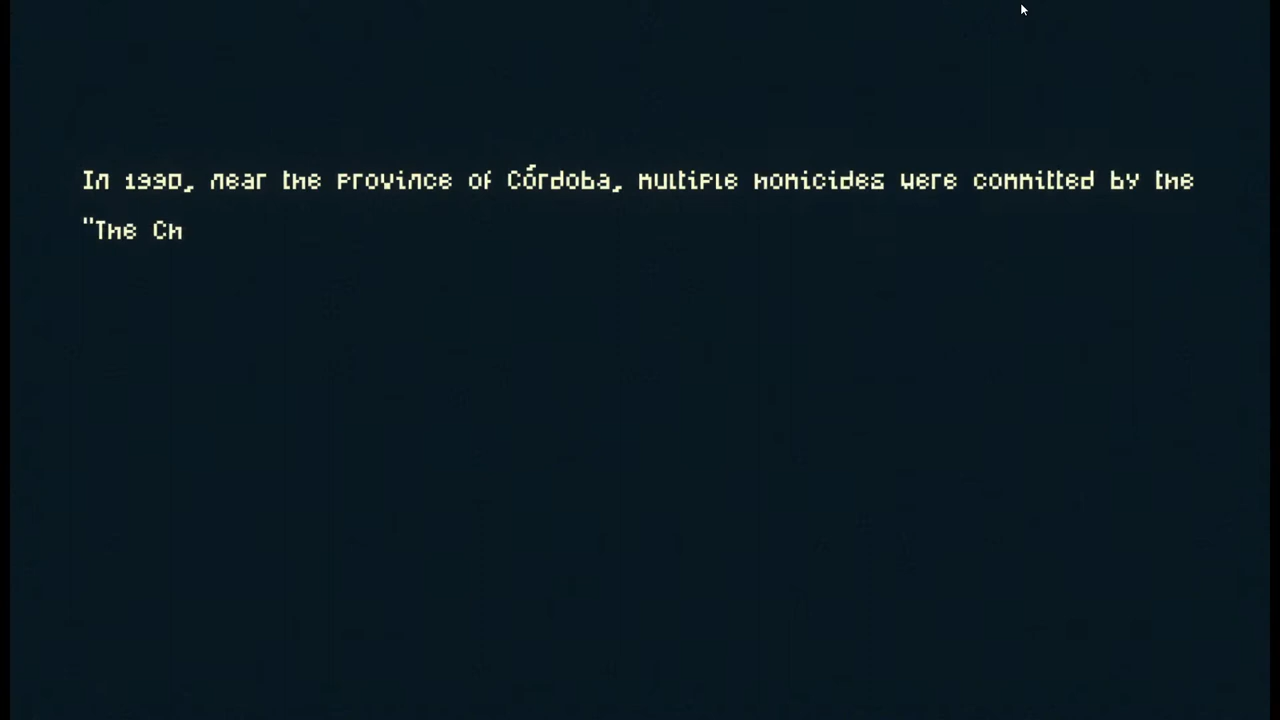 In 1990, near the province of Córdoba, multiple homicides were committed by the
"The Ch